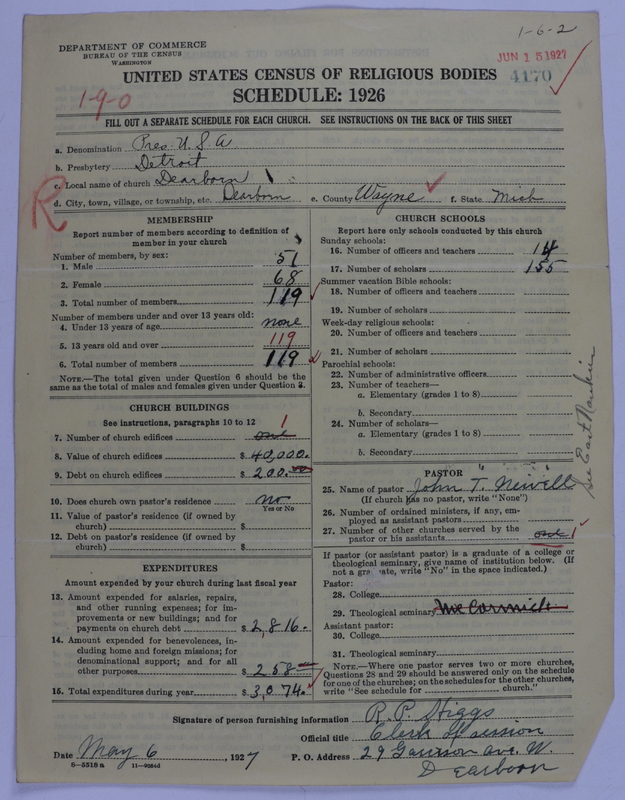 1-6-2
DEPARTMENT OF COMMERCE
BUREAU OF THE CENSUS
WASHINGTON
JUN 15 1927
4170
UNITED STATES CENSUS OF RELIGIOUS BODIES
SCHEDULE: 1926
1-9-0
FILL OUT A SEPARATE SCHEDULE FOR EACH CHURCH. SEE INSTRUCTIONS ON THE BACK OF THIS SHEET
a. Denomination Pres. U.S.A
b. Presbytery Detroit
c. Local name of church Dearborn
d. City, town, village, or township, etc. Dearborn e. County Wayne f. State Mich
R
MEMBERSHIP
Report number of members according to definition of member in your church
Number of members, by sex:
1. Male 51
2. Female 68
3. Total number of members 119
Number of members under and over 13 years old:
4. Under 13 years of age none
5. 13 years old and over 119
6. Total number of members 119
NOTE.—The total given under Question 6 should be the same as the total of males and females given under Question 3.
CHURCH BUILDINGS
See instructions, paragraphs 10 to 12
7. Number of church edifices one 1
8. Value of church edifices $ 40,000.
9. Debt on church edifices $ 200.00
10. Does church own pastor's residence No
Yes or No
11. Value of pastor's residence (if owned by church) $
12. Debt on pastor's residence (if owned by church) $
EXPENDITURES
Amount expended by your church during last fiscal year
13. Amount expended for salaries, repairs, and other running expenses; for improvements or new buildings; and for payments on church debt $ 2,816.
14. Amount expended for benevolences, including home and foreign missions; for denominational support; and for all other purposes $ 258
15. Total expenditures during year $ 3,074.
CHURCH SCHOOLS
Report here only schools conducted by this church
Sunday schools:
16. Number of officers and teachers 14
17. Number of scholars 155
Summer vacation Bible schools:
18. Number of officers and teachers
19. Number of scholars
Week-day religious schools:
20. Number of officers and teachers
21. Number of scholars
Parochial schools:
22. Number of administrative officers
23. Number of teachers—
a. Elementary (grades 1 to 8)
b. Secondary
24. Number of scholars—
a. Elementary (grades 1 to 8)
b. Secondary
PASTOR
25. Name of pastor John T. Newell
(If church has no pastor, write "None")
26. Number of ordained ministers, if any, employed as assistant pastors
27. Number of other churches served by the pastor or his assistants one 1
If pastor (or assistant pastor) is a graduate of a college or theological seminary, give name of institution below. (If not a graduate, write "No" in the space indicated.)
Pastor:
28. College
29. Theological seminary McCormick
Assistant pastor:
30. College
31. Theological seminary
NOTE.—Where one pastor serves two or more churches, Questions 28 and 29 should be answered only on the schedule for one of the churches; on the schedules for the other churches, write "See schedule for church."
Signature of person furnishing information R. P. Stiggs
Official title Clerk of session
Date May 6, 1927 P. O. Address 29 Garrison ave. W.
Dearborn
8-5518 a 11-9084d